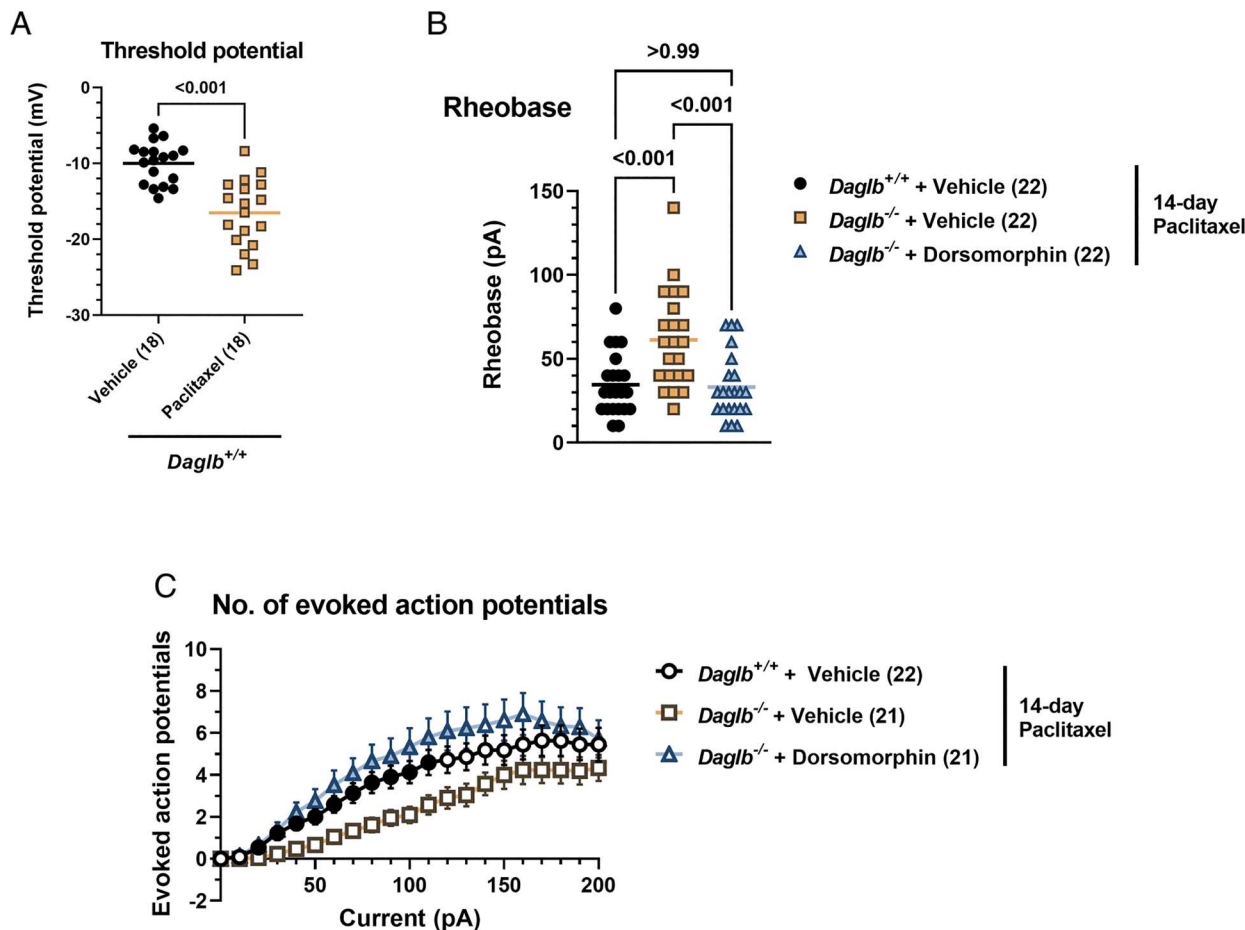 A
Threshold potential
<0.001
Threshold potential (mV)
0
-10
-20
-30
Vehicle (18)
Paclitaxel (18)
Daglb+/+
B
Rheobase
>0.99
<0.001
<0.001
Rheobase (pA)
150
100
50
0
Daglb+/+ + Vehicle (22)
Daglb-/- + Vehicle (22)
Daglb-/- + Dorsomorphin (22)
14-day
Paclitaxel
C
No. of evoked action potentials
Evoked action potentials
10
8
6
4
2
0
-2
50
100
150
200
Current (pA)
Daglb+/+ + Vehicle (22)
Daglb-/- + Vehicle (21)
Daglb-/- + Dorsomorphin (21)
14-day
Paclitaxel